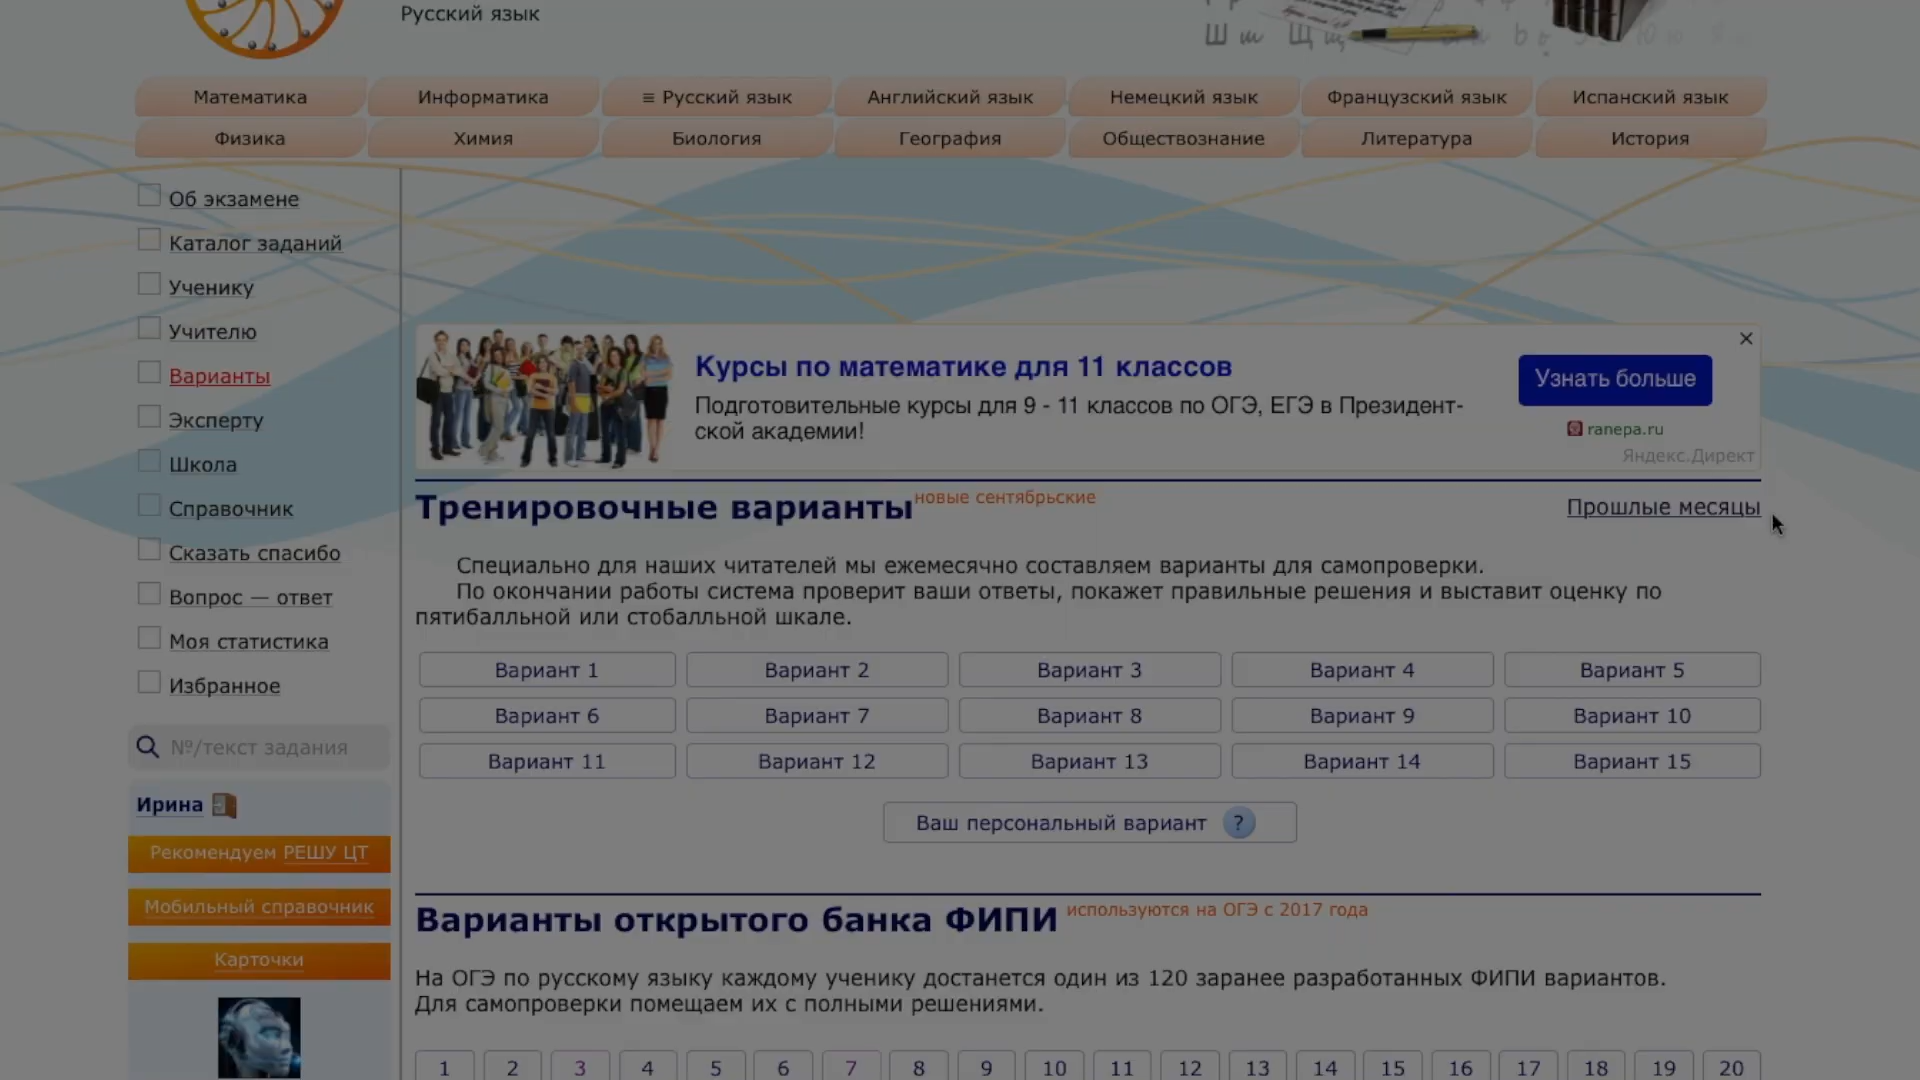 Русский язык
Ш ш Щ щ
Математика
Информатика
≡ Русский язык
Английский язык
Немецкий язык
Французский язык
Испанский язык
Физика
Химия
Биология
География
Обществознание
Литература
История
Об экзамене
Каталог заданий
Ученику
Учителю
Варианты
Эксперту
Школа
Справочник
Сказать спасибо
Вопрос — ответ
Моя статистика
Избранное
№/текст задания
Ирина
Рекомендуем РЕШУ ЦТ
Мобильный справочник
Карточки
Курсы по математике для 11 классов
Подготовительные курсы для 9 - 11 классов по ОГЭ, ЕГЭ в Президент-
ской академии!
Узнать больше
ranepa.ru
Яндекс.Директ
Тренировочные варианты новые сентябрьские
Прошлые месяцы
Специально для наших читателей мы ежемесячно составляем варианты для самопроверки.
По окончании работы система проверит ваши ответы, покажет правильные решения и выставит оценку по
пятибалльной или стобалльной шкале.
Вариант 1 Вариант 2 Вариант 3 Вариант 4 Вариант 5
Вариант 6 Вариант 7 Вариант 8 Вариант 9 Вариант 10
Вариант 11 Вариант 12 Вариант 13 Вариант 14 Вариант 15
Ваш персональный вариант ?
Варианты открытого банка ФИПИ используются на ОГЭ с 2017 года
На ОГЭ по русскому языку каждому ученику достанется один из 120 заранее разработанных ФИПИ вариантов.
Для самопроверки помещаем их с полными решениями.
1 2 3 4 5 6 7 8 9 10 11 12 13 14 15 16 17 18 19 20